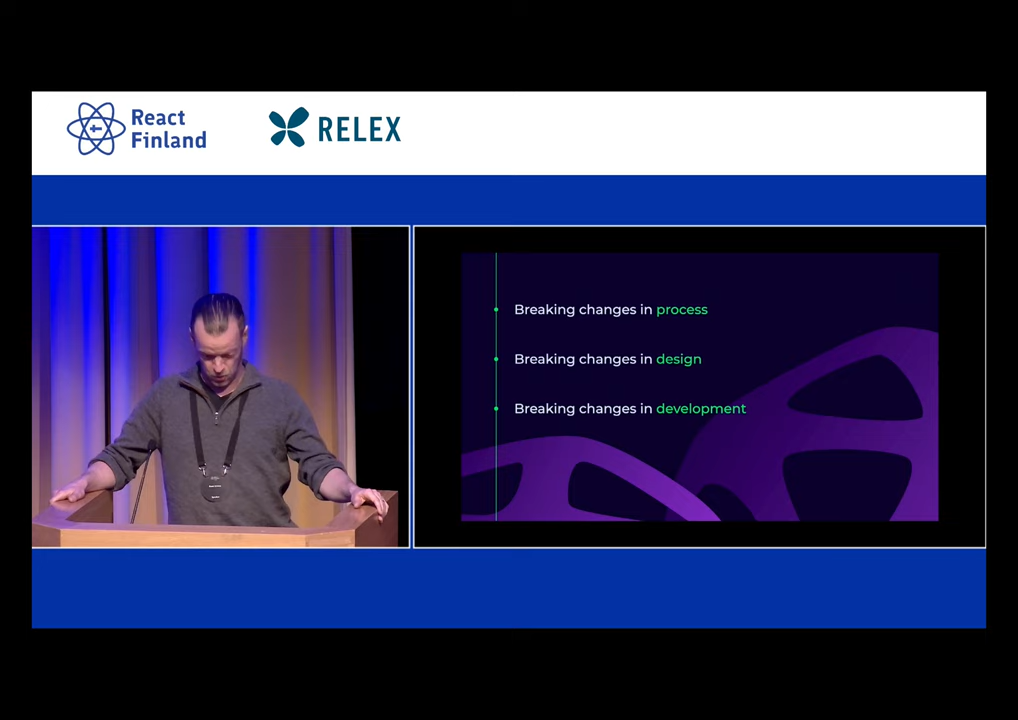 React
Finland
RELEX
Breaking changes in process
Breaking changes in design
Breaking changes in development